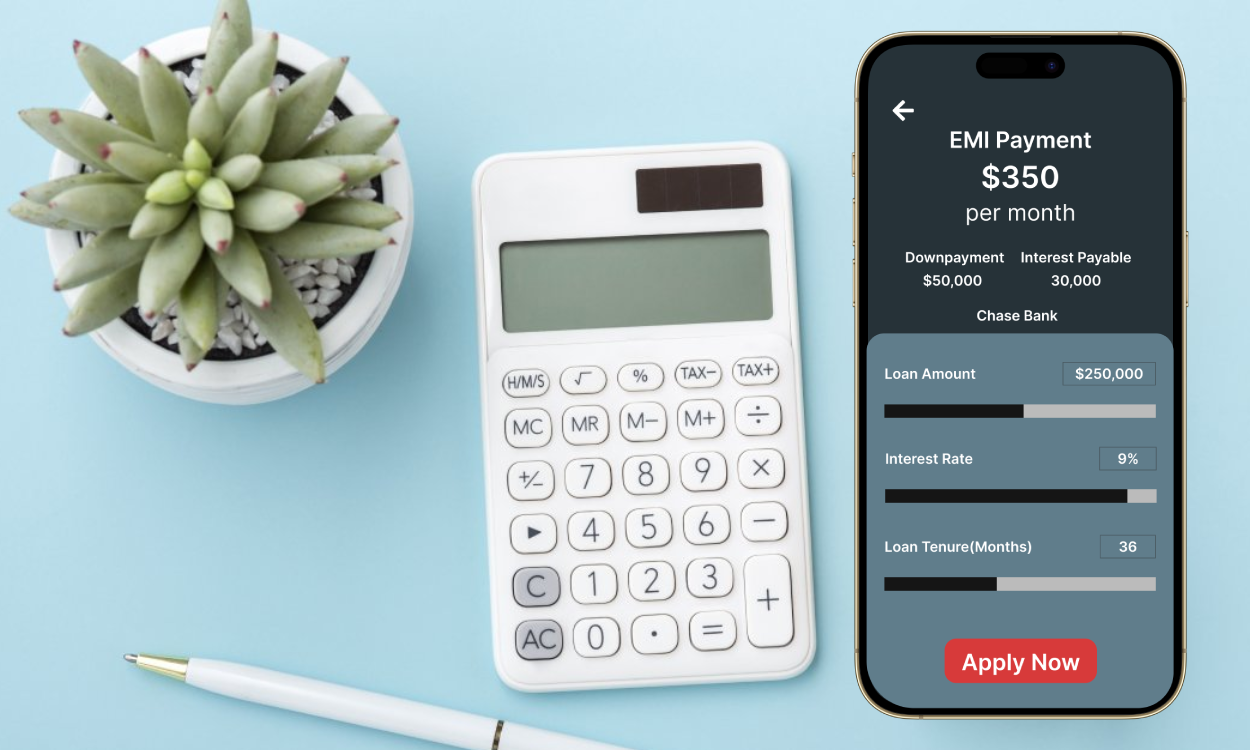 H/M/S √ % TAX− TAX+
MC MR M− M+ ÷
+/− 7 8 9 ×
▶ 4 5 6 −
C 1 2 3 +
AC 0 . =
EMI Payment
$350
per month
Downpayment Interest Payable
$50,000 30,000
Chase Bank
Loan Amount $250,000
Interest Rate 9%
Loan Tenure(Months) 36
Apply Now